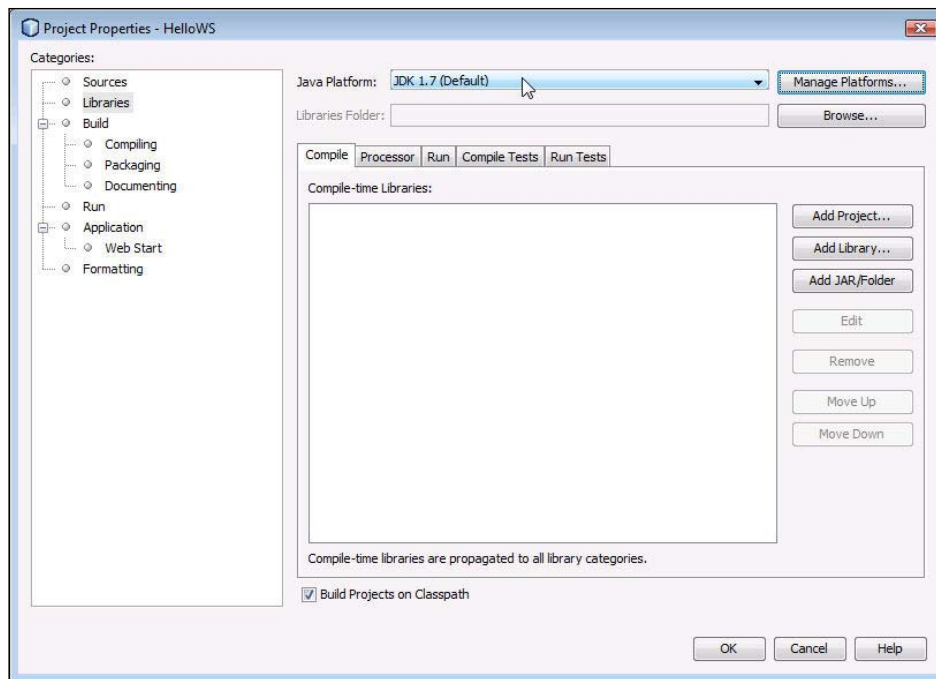 Project Properties - HelloWS
Categories:
Sources
Libraries
Build
Compiling
Packaging
Documenting
Run
Application
Web Start
Formatting
Java Platform: JDK 1.7 (Default) Manage Platforms...
Libraries Folder: Browse...
Compile Processor Run Compile Tests Run Tests
Compile-time Libraries:
Add Project...
Add Library...
Add JAR/Folder
Edit
Remove
Move Up
Move Down
Compile-time libraries are propagated to all library categories.
Build Projects on Classpath
OK Cancel Help